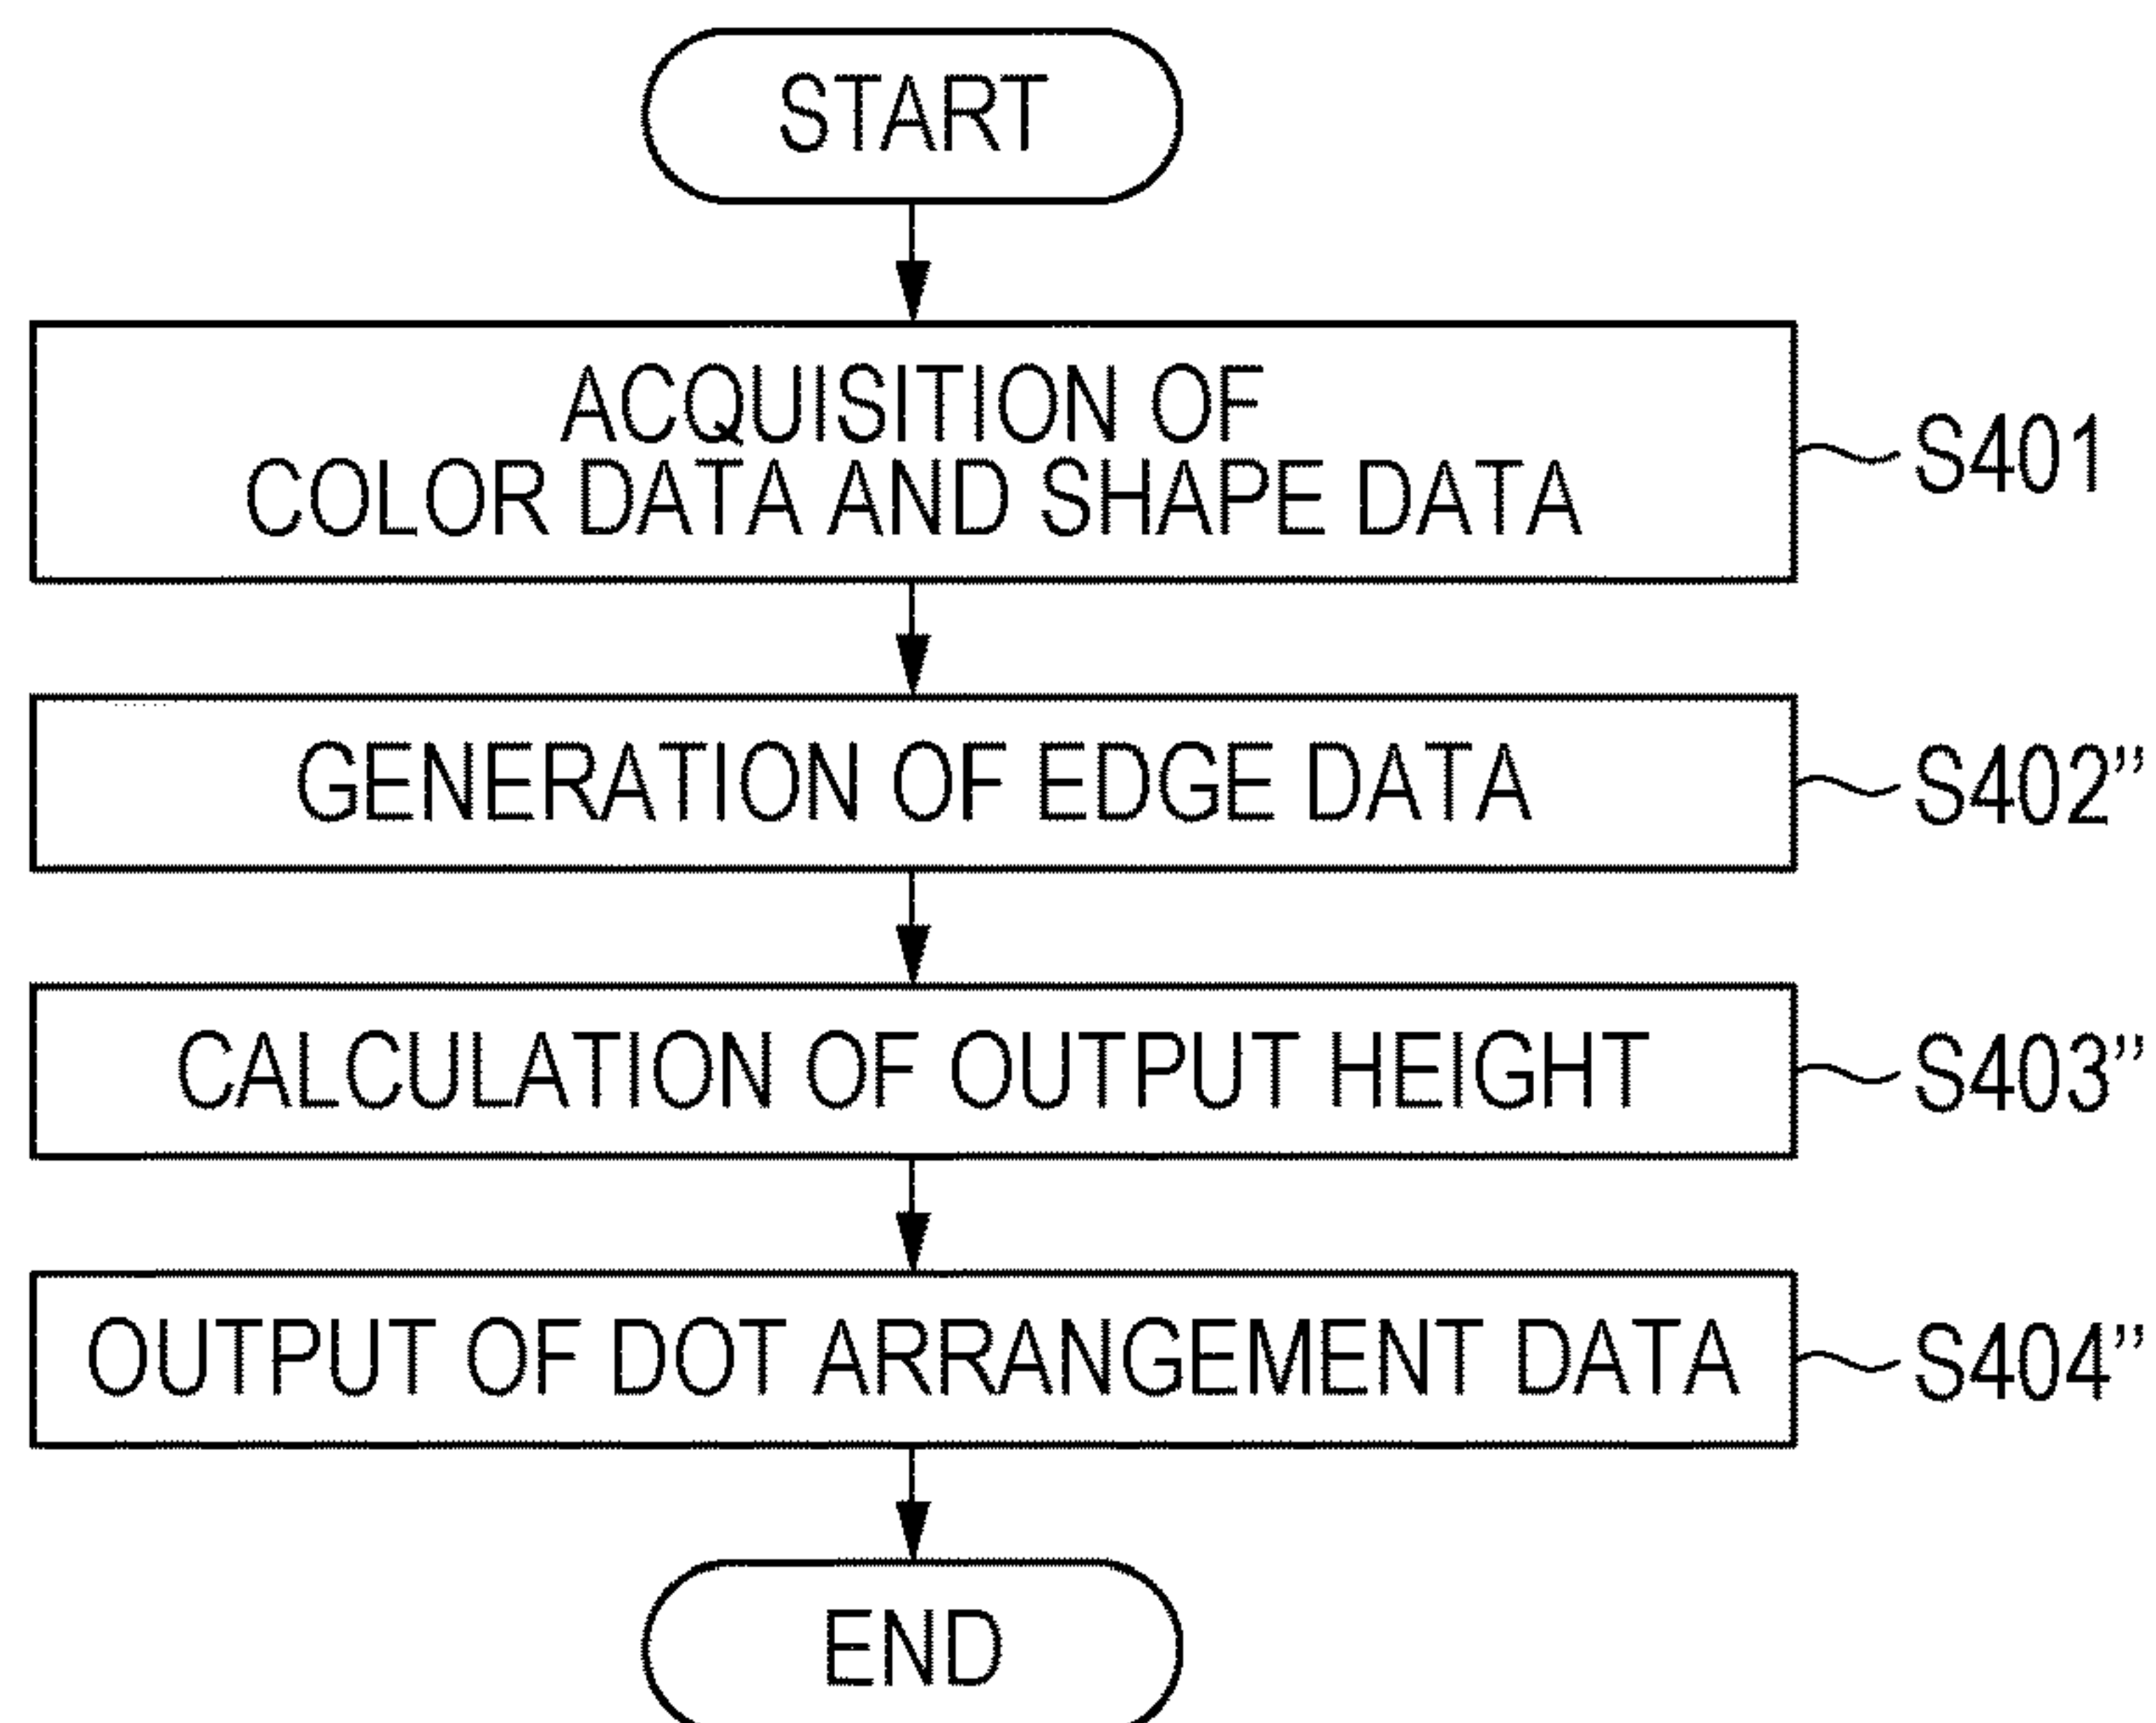 START
ACQUISITION OF
COLOR DATA AND SHAPE DATA
S401
GENERATION OF EDGE DATA
S402”
CALCULATION OF OUTPUT HEIGHT
S403”
OUTPUT OF DOT ARRANGEMENT DATA
S404”
END